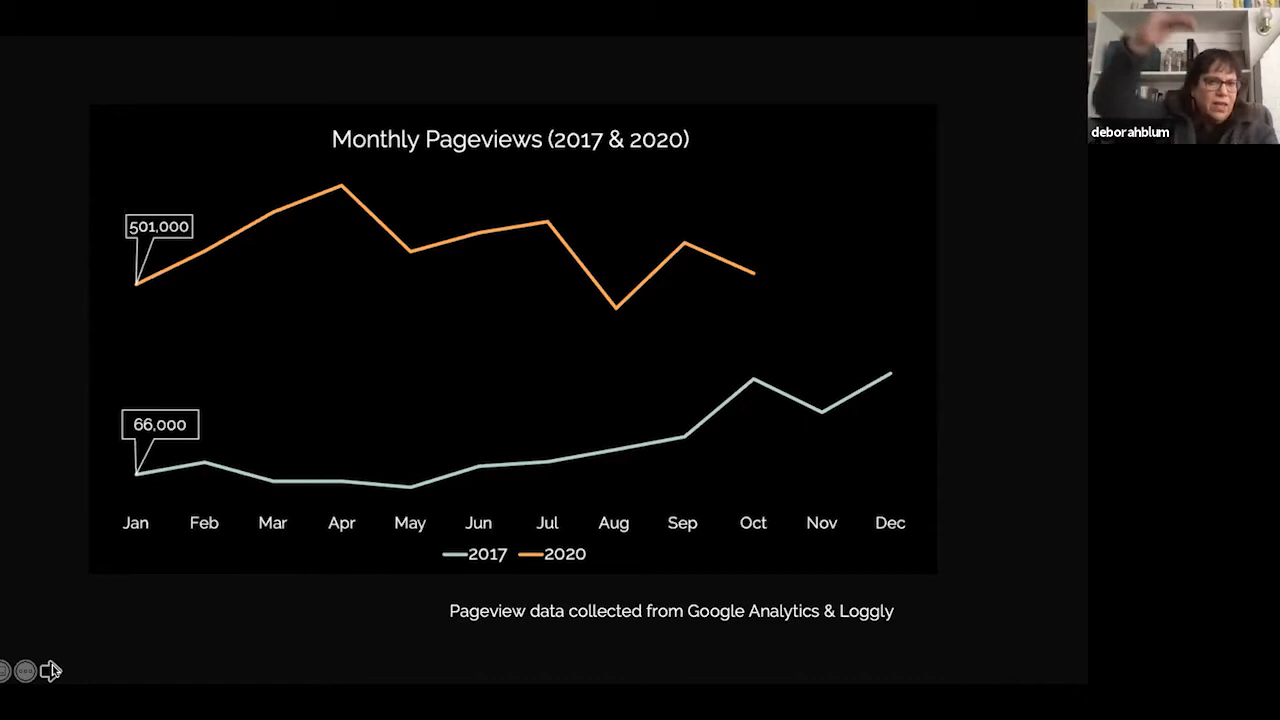 Monthly Pageviews (2017 & 2020)
501,000
66,000
Jan Feb Mar Apr May Jun Jul Aug Sep Oct Nov Dec
2017 2020
Pageview data collected from Google Analytics & Loggly
deborahblum